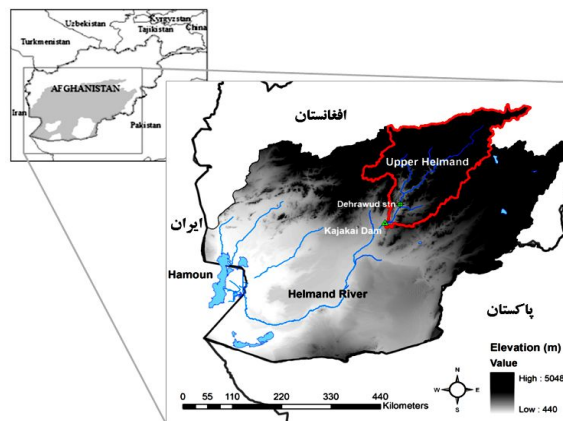 Uzbekistan
Kyrgyzstan
Tajikistan
Turkmenistan
AFGHANISTAN
Iran
Pakistan
افغانستان
Upper Helmand
Dehrawud stn
ایران
Kajakai Dam
Hamoun
Helmand River
پاکستان
Elevation (m)
Value
High : 5048
Low : 440
N
W E
S
0 55 110 220 330 440
Kilometers